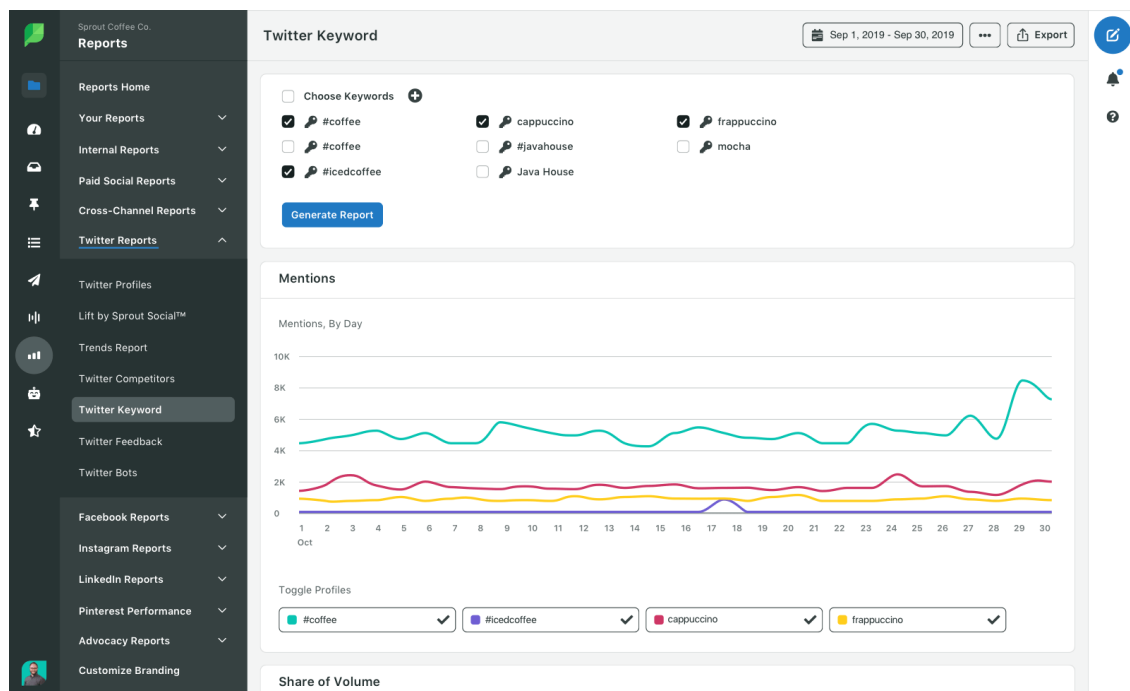 Sprout Coffee Co.
Reports
Reports Home
Your Reports
Internal Reports
Paid Social Reports
Cross-Channel Reports
Twitter Reports
Twitter Profiles
Lift by Sprout Social™
Trends Report
Twitter Competitors
Twitter Keyword
Twitter Feedback
Twitter Bots
Facebook Reports
Instagram Reports
LinkedIn Reports
Pinterest Performance
Advocacy Reports
Customize Branding
Twitter Keyword
Sep 1, 2019 - Sep 30, 2019
Export
Choose Keywords
#coffee cappuccino frappuccino
#coffee #javahouse mocha
#icedcoffee Java House
Generate Report
Mentions
Mentions, By Day
10K
8K
6K
4K
2K
0
1 2 3 4 5 6 7 8 9 10 11 12 13 14 15 16 17 18 19 20 21 22 23 24 25 26 27 28 29 30
Oct
Toggle Profiles
#coffee #icedcoffee cappuccino frappuccino
Share of Volume